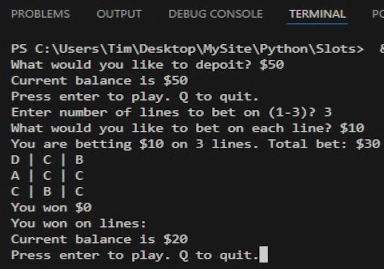 PROBLEMS OUTPUT DEBUG CONSOLE TERMINAL
PS C:\Users\Tim\Desktop\MySite\Python\Slots> &
What would you like to depoit? $50
Current balance is $50
Press enter to play. Q to quit.
Enter number of lines to bet on (1-3)? 3
What would you like to bet on each line? $10
You are betting $10 on 3 lines. Total bet: $30
D | C | B
A | C | C
C | B | C
You won $0
You won on lines:
Current balance is $20
Press enter to play. Q to quit.